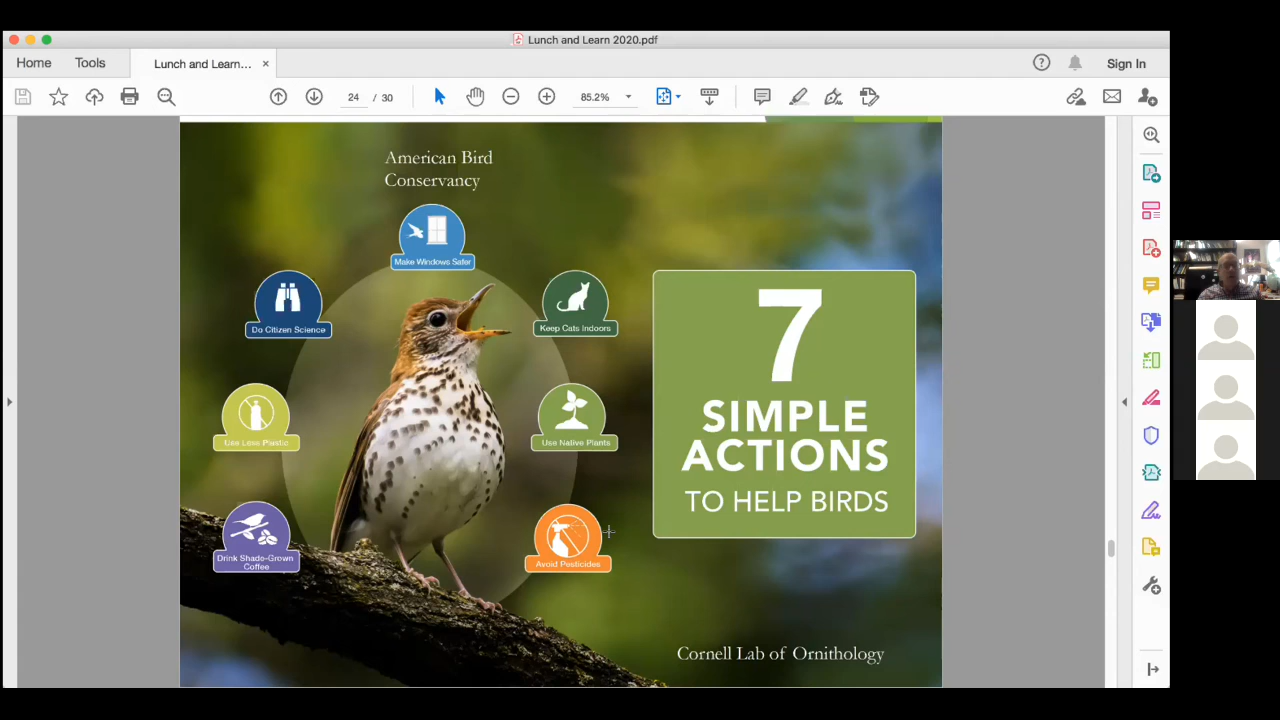 Lunch and Learn 2020.pdf
Home
Tools
Lunch and Learn...
×
Sign In
24 / 30
85.2%
American Bird
Conservancy
Make Windows Safer
Do Citizen Science
Keep Cats Indoors
Use Less Plastic
Use Native Plants
Drink Shade-Grown
Coffee
Avoid Pesticides
7
SIMPLE
ACTIONS
TO HELP BIRDS
Cornell Lab of Ornithology